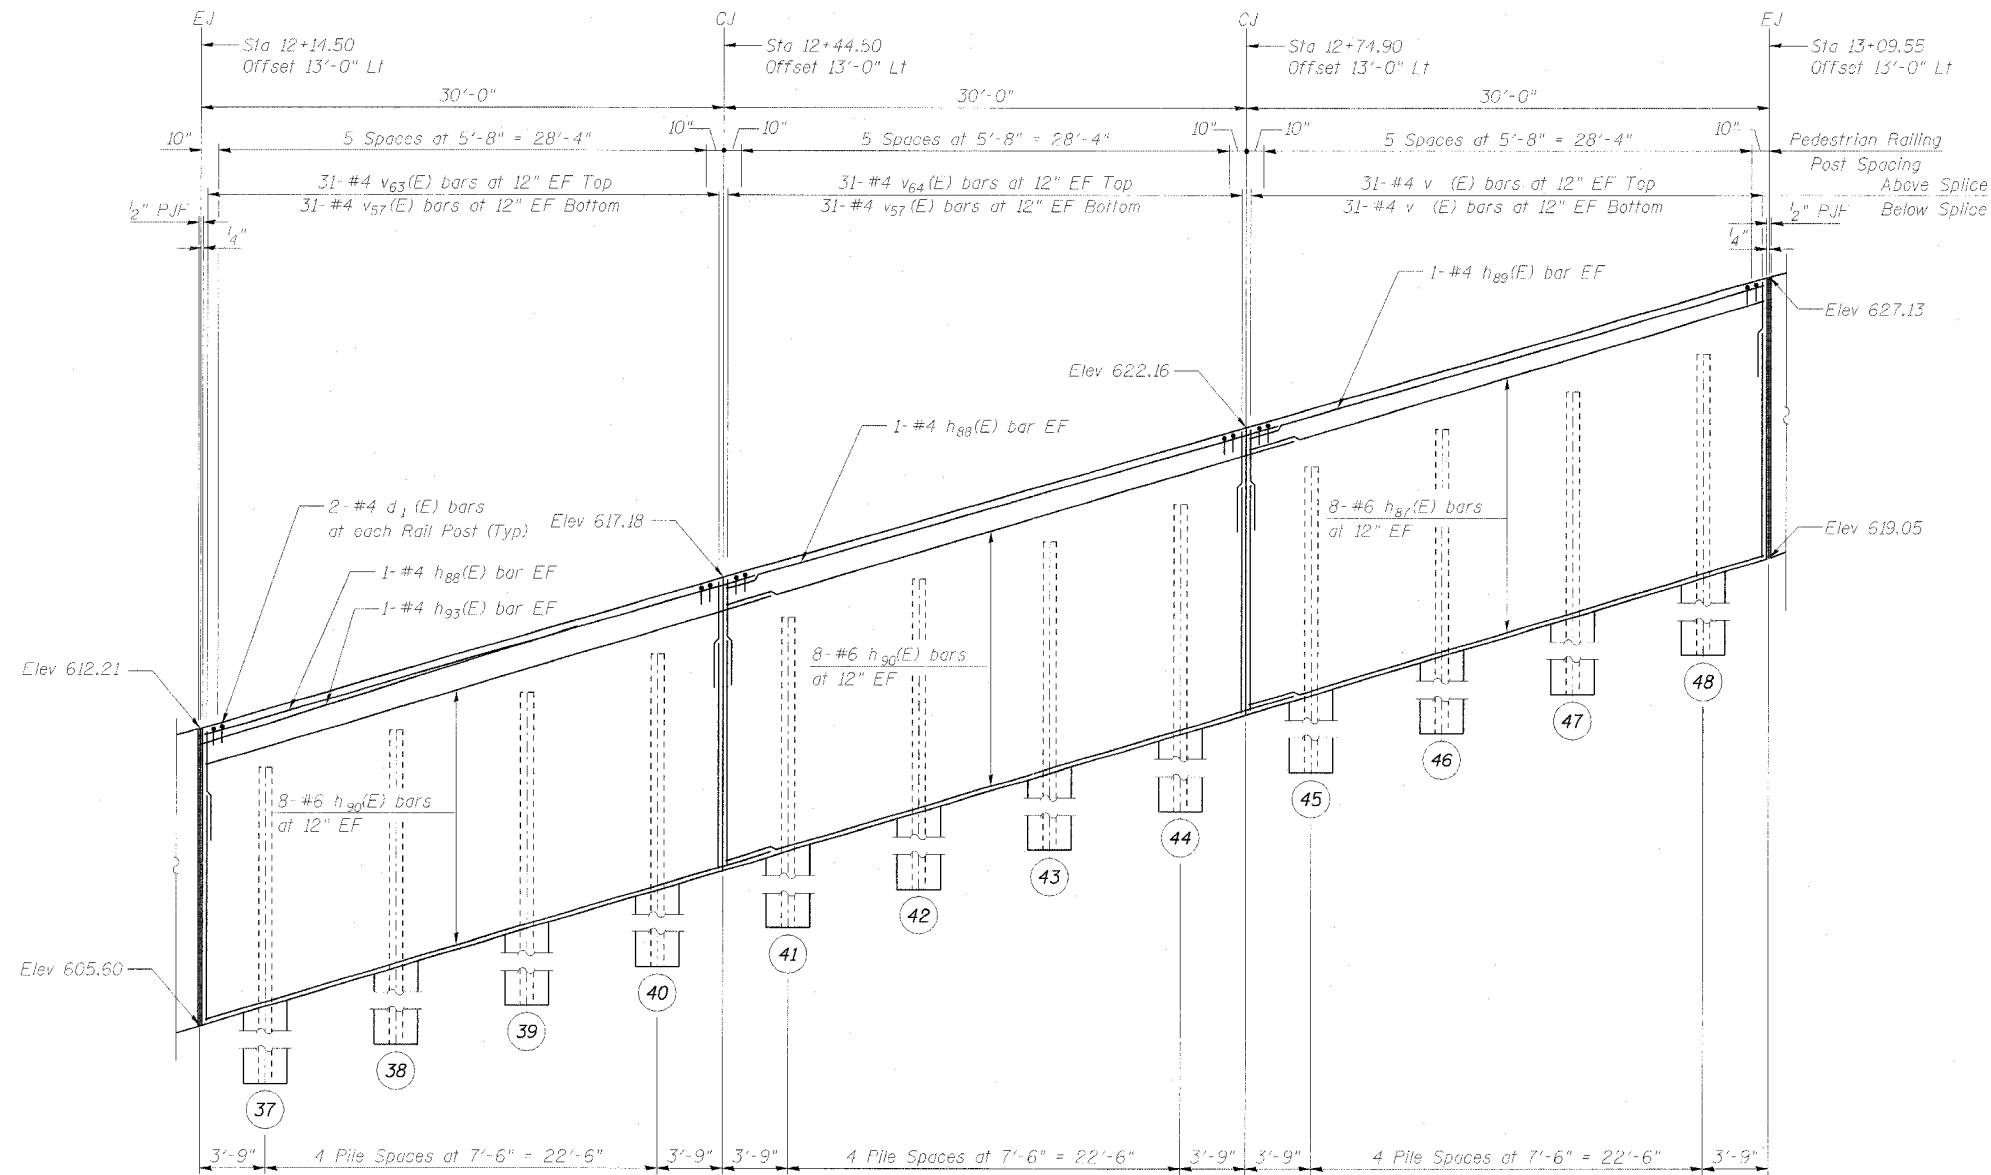 EJ
CJ
CJ
EJ
Sta 12+14.50
Offset 13'-0" Lt
Sta 12+44.50
Offset 13'-0" Lt
Sta 12+74.90
Offset 13'-0" Lt
Sta 13+09.55
Offset 13'-0" Lt
30'-0"
30'-0"
30'-0"
10"
5 Spaces at 5'-8" = 28'-4"
10"
10"
5 Spaces at 5'-8" = 28'-4"
10"
10"
5 Spaces at 5'-8" = 28'-4"
10"
Pedestrian Railing
Post Spacing
31-#4 v63(E) bars at 12" EF Top
31-#4 v64(E) bars at 12" EF Top
31-#4 v (E) bars at 12" EF Top
Above Splice
31-#4 v57(E) bars at 12" EF Bottom
31-#4 v57(E) bars at 12" EF Bottom
31-#4 v (E) bars at 12" EF Bottom
Below Splice
1/2" PJF
1/4"
1/2" PJF
1/4"
1-#4 h89(E) bar EF
Elev 627.13
Elev 622.16
1-#4 h88(E) bar EF
2-#4 d1(E) bars
at each Rail Post (Typ)
Elev 617.18
8-#6 h87(E) bars
at 12" EF
Elev 619.05
1-#4 h88(E) bar EF
1-#4 h93(E) bar EF
Elev 612.21
8-#6 h90(E) bars
at 12" EF
8-#6 h90(E) bars
at 12" EF
Elev 605.60
37
38
39
40
41
42
43
44
45
46
47
48
3'-9"
4 Pile Spaces at 7'-6" = 22'-6"
3'-9"
3'-9"
4 Pile Spaces at 7'-6" = 22'-6"
3'-9"
3'-9"
4 Pile Spaces at 7'-6" = 22'-6"
3'-9"